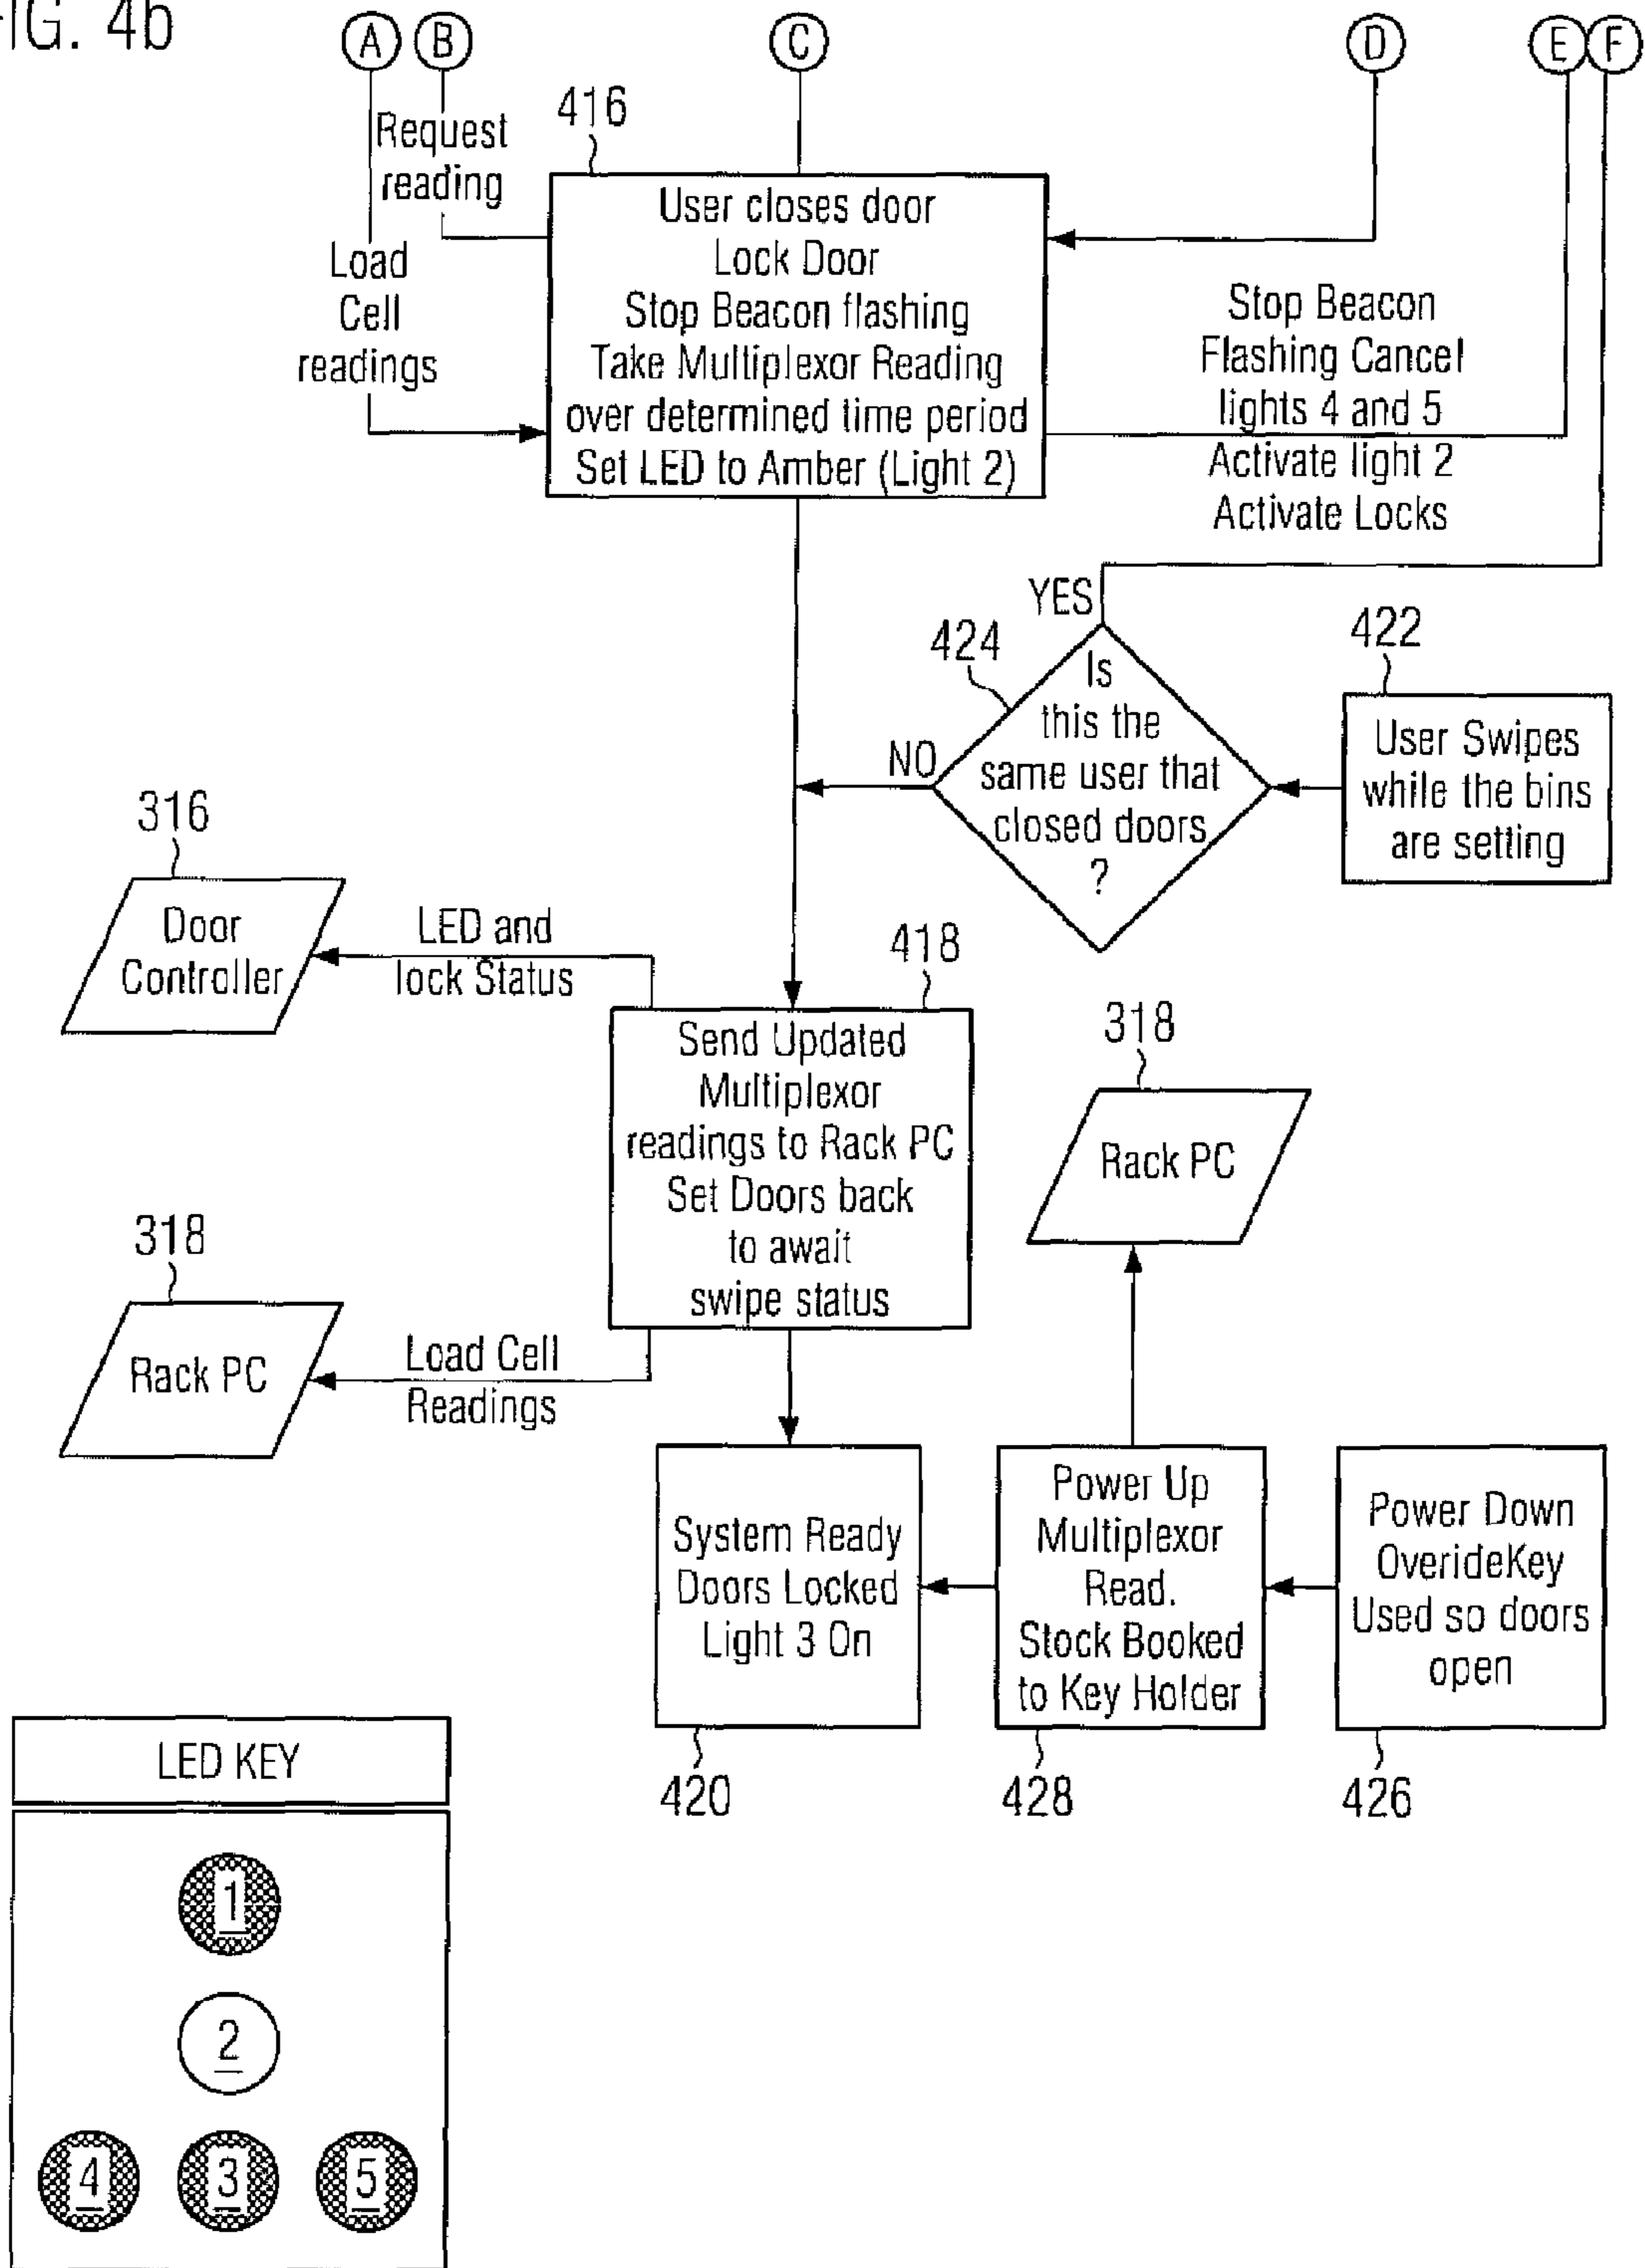 FIG. 4b
A B C D E F
416
Request
reading
Load
Cell
readings
User closes door
Lock Door
Stop Beacon flashing
Take Multiplexor Reading
over determined time period
Set LED to Amber (Light 2)
Stop Beacon
Flashing Cancel
lights 4 and 5
Activate light 2
Activate Locks
YES
424
Is
this the
same user that
closed doors
?
NO
422
User Swipes
while the bins
are setting
316
Door
Controller
LED and
lock Status
418
Send Updated
Multiplexor
readings to Rack PC
Set Doors back
to await
swipe status
318
Rack PC
318
Rack PC
Load Cell
Readings
System Ready
Doors Locked
Light 3 On
420
Power Up
Multiplexor
Read.
Stock Booked
to Key Holder
428
Power Down
OverideKey
Used so doors
open
426
LED KEY
1
2
4 3 5